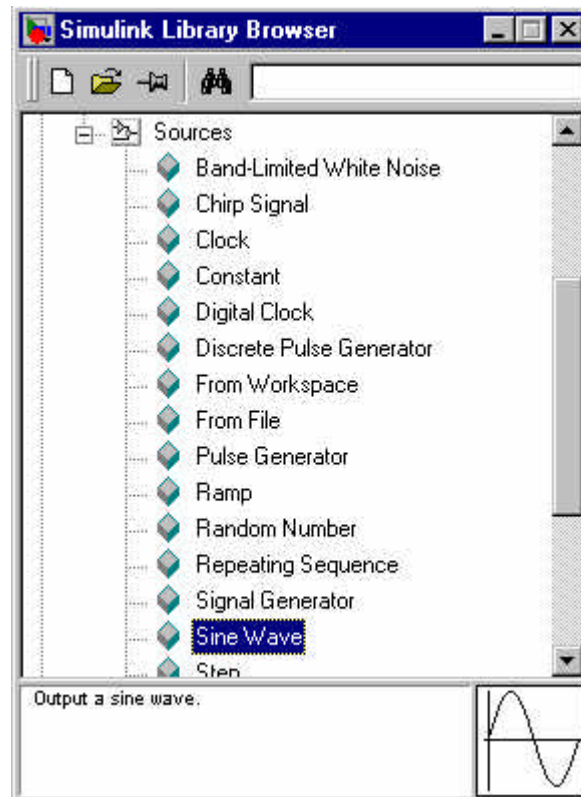 Simulink Library Browser
Sources
Band-Limited White Noise
Chirp Signal
Clock
Constant
Digital Clock
Discrete Pulse Generator
From Workspace
From File
Pulse Generator
Ramp
Random Number
Repeating Sequence
Signal Generator
Sine Wave
Step
Output a sine wave.